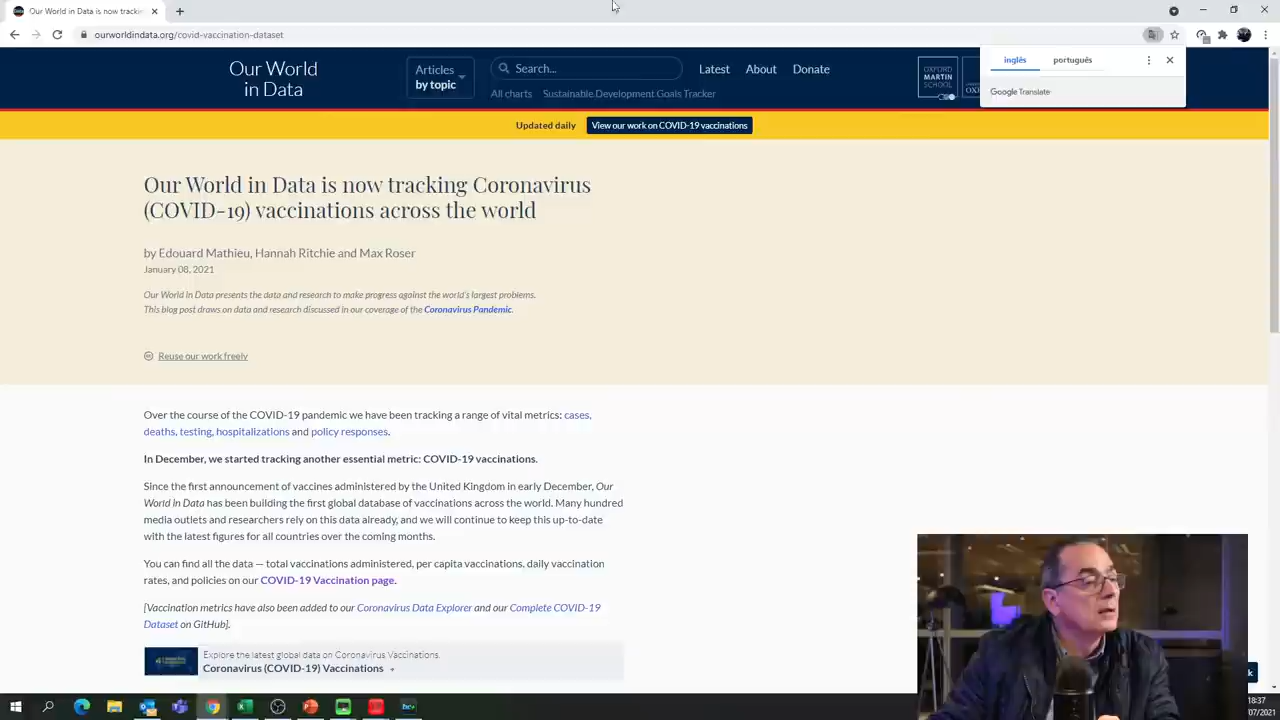 Our World in Data is now trackin
ourworldindata.org/covid-vaccination-dataset
inglês
português
Google Translate
Our World
in Data
Articles
by topic
Search...
Latest
About
Donate
All charts
Sustainable Development Goals Tracker
OXFORD
MARTIN
SCHOOL
Updated daily
View our work on COVID-19 vaccinations
Our World in Data is now tracking Coronavirus
(COVID-19) vaccinations across the world
by Edouard Mathieu, Hannah Ritchie and Max Roser
January 08, 2021
Our World in Data presents the data and research to make progress against the world's largest problems.
This blog post draws on data and research discussed in our coverage of the Coronavirus Pandemic.
Reuse our work freely
Over the course of the COVID-19 pandemic we have been tracking a range of vital metrics: cases,
deaths, testing, hospitalizations and policy responses.
In December, we started tracking another essential metric: COVID-19 vaccinations.
Since the first announcement of vaccines administered by the United Kingdom in early December, Our
World in Data has been building the first global database of vaccinations across the world. Many hundred
media outlets and researchers rely on this data already, and we will continue to keep this up-to-date
with the latest figures for all countries over the coming months.
You can find all the data — total vaccinations administered, per capita vaccinations, daily vaccination
rates, and policies on our COVID-19 Vaccination page.
[Vaccination metrics have also been added to our Coronavirus Data Explorer and our Complete COVID-19
Dataset on GitHub].
Explore the latest global data on Coronavirus Vaccinations.
Coronavirus (COVID-19) Vaccinations
18:37
/07/2021